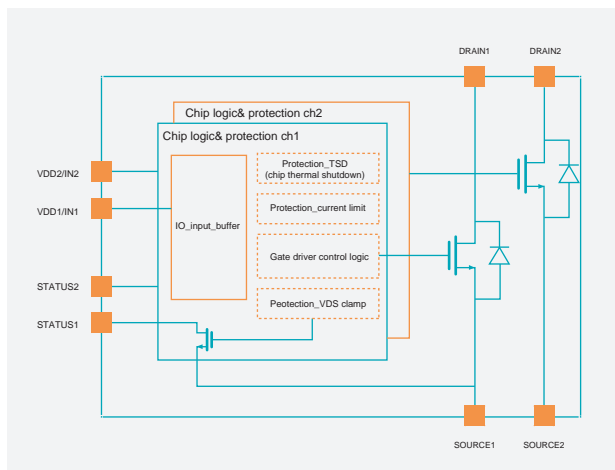 DRAIN1
DRAIN2
Chip logic& protection ch2
Chip logic& protection ch1
VDD2/IN2
VDD1/IN1
STATUS2
STATUS1
IO_input_buffer
Protection_TSD
(chip thermal shutdown)
Protection_current limit
Gate driver control logic
Peotection_VDS clamp
SOURCE1
SOURCE2